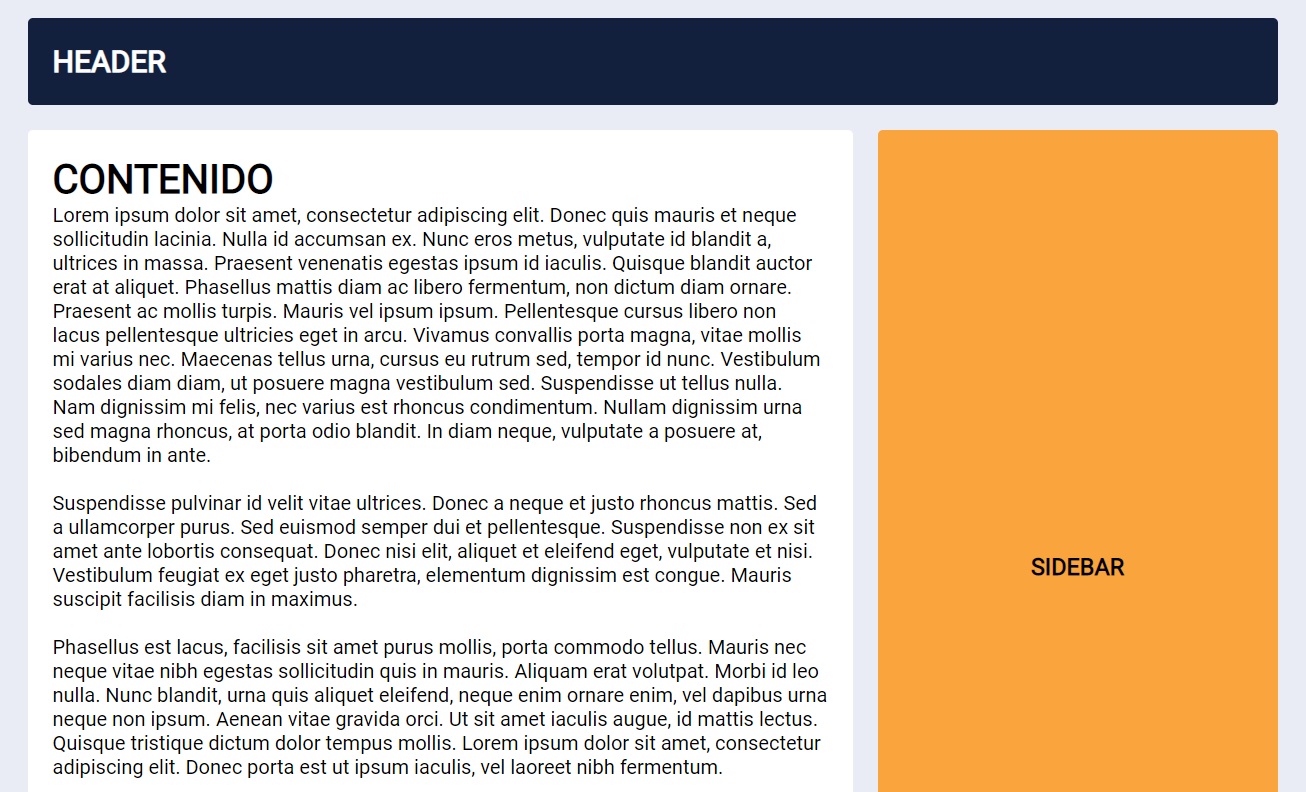 HEADER
CONTENIDO
Lorem ipsum dolor sit amet, consectetur adipiscing elit. Donec quis mauris et neque
sollicitudin lacinia. Nulla id accumsan ex. Nunc eros metus, vulputate id blandit a,
ultrices in massa. Praesent venenatis egestas ipsum id iaculis. Quisque blandit auctor
erat at aliquet. Phasellus mattis diam ac libero fermentum, non dictum diam ornare.
Praesent ac mollis turpis. Mauris vel ipsum ipsum. Pellentesque cursus libero non
lacus pellentesque ultricies eget in arcu. Vivamus convallis porta magna, vitae mollis
mi varius nec. Maecenas tellus urna, cursus eu rutrum sed, tempor id nunc. Vestibulum
sodales diam diam, ut posuere magna vestibulum sed. Suspendisse ut tellus nulla.
Nam dignissim mi felis, nec varius est rhoncus condimentum. Nullam dignissim urna
sed magna rhoncus, at porta odio blandit. In diam neque, vulputate a posuere at,
bibendum in ante.
Suspendisse pulvinar id velit vitae ultrices. Donec a neque et justo rhoncus mattis. Sed
a ullamcorper purus. Sed euismod semper dui et pellentesque. Suspendisse non ex sit
amet ante lobortis consequat. Donec nisi elit, aliquet et eleifend eget, vulputate et nisi.
Vestibulum feugiat ex eget justo pharetra, elementum dignissim est congue. Mauris
suscipit facilisis diam in maximus.
Phasellus est lacus, facilisis sit amet purus mollis, porta commodo tellus. Mauris nec
neque vitae nibh egestas sollicitudin quis in mauris. Aliquam erat volutpat. Morbi id leo
nulla. Nunc blandit, urna quis aliquet eleifend, neque enim ornare enim, vel dapibus urna
neque non ipsum. Aenean vitae gravida orci. Ut sit amet iaculis augue, id mattis lectus.
Quisque tristique dictum dolor tempus mollis. Lorem ipsum dolor sit amet, consectetur
adipiscing elit. Donec porta est ut ipsum iaculis, vel laoreet nibh fermentum.
SIDEBAR